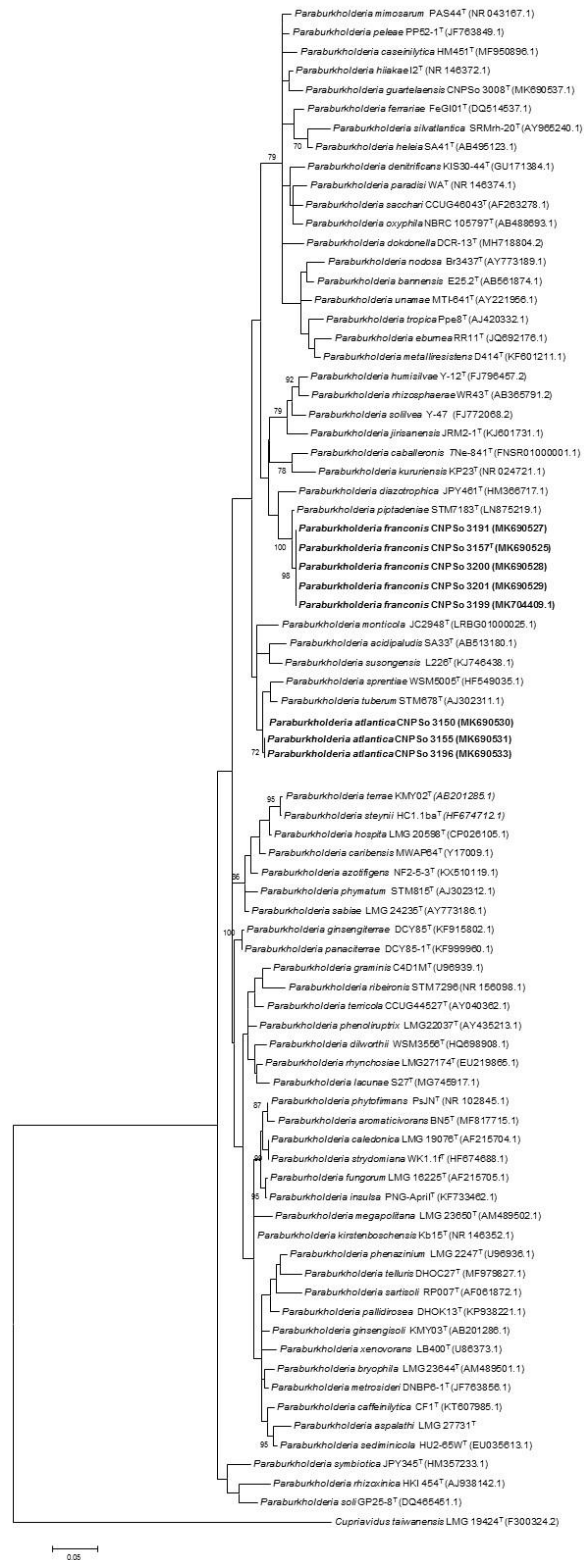 Paraburkholderia mimosarum PAS44ᵀ (NR 043167.1)
Paraburkholderia peleae PP52-1ᵀ (JF763849.1)
Paraburkholderia caseinilytica HM451ᵀ (MF950896.1)
Paraburkholderia hiiakae I2ᵀ (NR 146372.1)
Paraburkholderia guartelaensis CNPSo 3008ᵀ (MK690537.1)
Paraburkholderia ferrariae FeGI01ᵀ (DQ514537.1)
Paraburkholderia silvatlantica SRMrh-20ᵀ (AY965240.1)
70
Paraburkholderia heleia SA41ᵀ (AB495123.1)
79
Paraburkholderia denitrificans KIS30-44ᵀ (GU171384.1)
Paraburkholderia paradisi WAᵀ (NR 146374.1)
Paraburkholderia sacchari CCUG46043ᵀ (AF263278.1)
Paraburkholderia oxyphila NBRC 105797ᵀ (AB488693.1)
Paraburkholderia dokdonella DCR-13ᵀ (MH718804.2)
Paraburkholderia nodosa Br3437ᵀ (AY773189.1)
Paraburkholderia bannensis E25.2ᵀ (AB561874.1)
Paraburkholderia unamae MTI-641ᵀ (AY221956.1)
Paraburkholderia tropica Ppe8ᵀ (AJ420332.1)
Paraburkholderia eburnea RR11ᵀ (JQ692176.1)
Paraburkholderia metalliresistens D414ᵀ (KF601211.1)
92
Paraburkholderia humisilvae Y-12ᵀ (FJ796457.2)
Paraburkholderia rhizosphaerae WR43ᵀ (AB365791.2)
79
Paraburkholderia solilvea Y-47 (FJ772068.2)
Paraburkholderia jirisanensis JRM2-1ᵀ (KJ601731.1)
Paraburkholderia caballeronis TNe-841ᵀ (FNSR01000001.1)
78
Paraburkholderia kururiensis KP23ᵀ (NR 024721.1)
Paraburkholderia diazotrophica JPY461ᵀ (HM366717.1)
Paraburkholderia piptadeniae STM7183ᵀ (LN875219.1)
Paraburkholderia franconis CNPSo 3191 (MK690527)
100
Paraburkholderia franconis CNPSo 3157ᵀ (MK690525)
Paraburkholderia franconis CNPSo 3200 (MK690528)
98
Paraburkholderia franconis CNPSo 3201 (MK690529)
Paraburkholderia franconis CNPSo 3199 (MK704409.1)
Paraburkholderia monticola JC2948ᵀ (LRBG01000025.1)
Paraburkholderia acidipaludis SA33ᵀ (AB513180.1)
Paraburkholderia susongensis L226ᵀ (KJ746438.1)
Paraburkholderia sprentiae WSM5005ᵀ (HF549035.1)
Paraburkholderia tuberum STM678ᵀ (AJ302311.1)
Paraburkholderia atlantica CNPSo 3150 (MK690530)
Paraburkholderia atlantica CNPSo 3155 (MK690531)
72
Paraburkholderia atlantica CNPSo 3196 (MK690533)
95
Paraburkholderia terrae KMY02ᵀ (AB201285.1)
Paraburkholderia steynii HC1.1baᵀ (HF674712.1)
Paraburkholderia hospita LMG 20598ᵀ (CP026105.1)
Paraburkholderia caribensis MWAP64ᵀ (Y17009.1)
Paraburkholderia azotifigens NF2-5-3ᵀ (KX510119.1)
Paraburkholderia phymatum STM815ᵀ (AJ302312.1)
Paraburkholderia sabiae LMG 24235ᵀ (AY773186.1)
100
Paraburkholderia ginsengiterrae DCY85ᵀ (KF915802.1)
Paraburkholderia panaciterrae DCY85-1ᵀ (KF999960.1)
Paraburkholderia graminis C4D1Mᵀ (U96939.1)
Paraburkholderia ribeironis STM7296 (NR 156098.1)
Paraburkholderia terricola CCUG44527ᵀ (AY040362.1)
Paraburkholderia phenoliruptrix LMG22037ᵀ (AY435213.1)
Paraburkholderia dilworthii WSM3556ᵀ (HQ698908.1)
Paraburkholderia rhynchosiae LMG27174ᵀ (EU219865.1)
Paraburkholderia lacunae S27ᵀ (MG745917.1)
87
Paraburkholderia phytofirmans PsJNᵀ (NR 102845.1)
Paraburkholderia aromaticivorans BN5ᵀ (MF817715.1)
Paraburkholderia caledonica LMG 19076ᵀ (AF215704.1)
Paraburkholderia strydomiana WK1.1fᵀ (HF674688.1)
Paraburkholderia fungorum LMG 16225ᵀ (AF215705.1)
95
Paraburkholderia insulsa PNG-Aprilᵀ (KF733462.1)
Paraburkholderia megapolitana LMG 23650ᵀ (AM489502.1)
Paraburkholderia kirstenboschensis Kb15ᵀ (NR 146352.1)
Paraburkholderia phenazinium LMG 2247ᵀ (U96936.1)
Paraburkholderia telluris DHOC27ᵀ (MF979827.1)
Paraburkholderia sartisoli RP007ᵀ (AF061872.1)
Paraburkholderia pallidirosea DHOK13ᵀ (KP938221.1)
Paraburkholderia ginsengisoli KMY03ᵀ (AB201286.1)
Paraburkholderia xenovorans LB400ᵀ (U86373.1)
Paraburkholderia bryophila LMG23644ᵀ (AM489501.1)
Paraburkholderia metrosideri DNBP6-1ᵀ (JF763856.1)
Paraburkholderia caffeinilytica CF1ᵀ (KT607985.1)
Paraburkholderia aspalathi LMG 27731ᵀ
95
Paraburkholderia sediminicola HU2-65Wᵀ (EU035613.1)
Paraburkholderia symbiotica JPY345ᵀ (HM357233.1)
Paraburkholderia rhizoxinica HKI 454ᵀ (AJ938142.1)
Paraburkholderia soli GP25-8ᵀ (DQ465451.1)
Cupriavidus taiwanensis LMG 19424ᵀ (F300324.2)
0.05